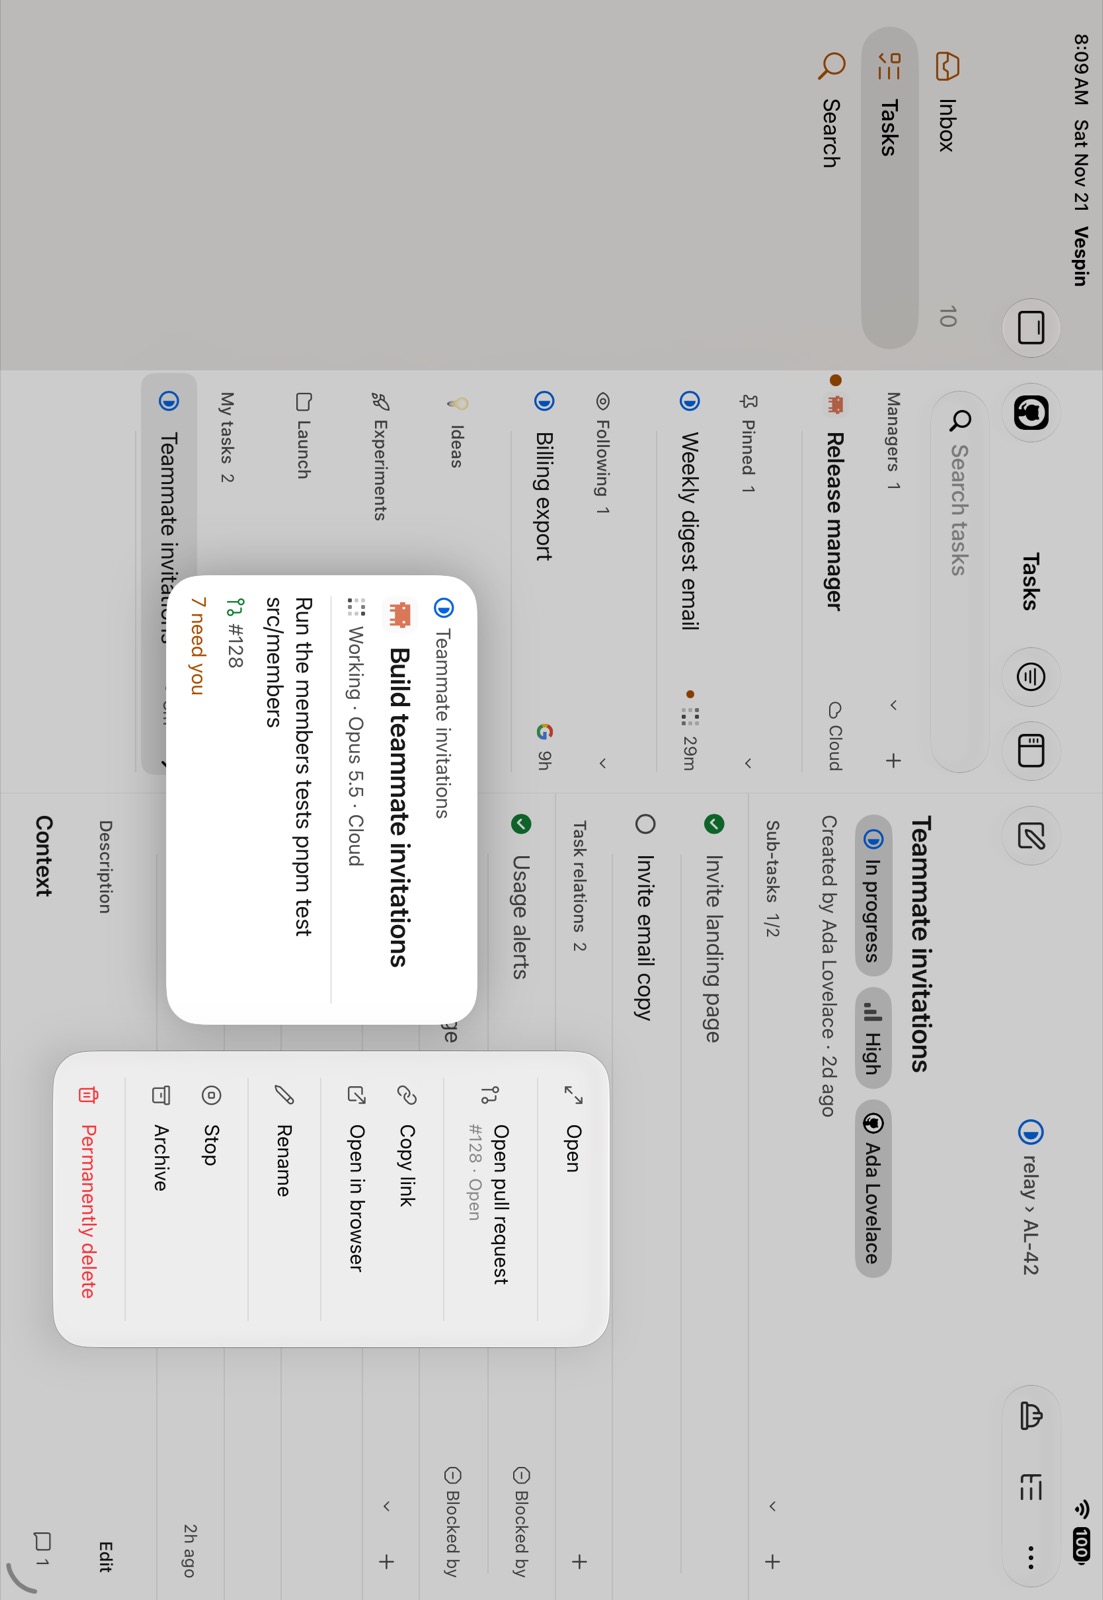 8:09 AM Sat Nov 21 Vespin
100
Tasks
relay › AL-42
Inbox 10
Tasks
Search
Search tasks
Managers 1
Release manager Cloud
Pinned 1
Weekly digest email 29m
Following 1
Billing export 9h
Ideas
Experiments
Launch
My tasks 2
Teammate invitations
Teammate invitations
In progress High Ada Lovelace
Created by Ada Lovelace · 2d ago
Sub-tasks 1/2
Invite landing page
Invite email copy
Task relations 2
Usage alerts Blocked by
Blocked by
2h ago
Description Edit
Context 1
Teammate invitations
Build teammate invitations
Working · Opus 5.5 · Cloud
Run the members tests pnpm test
src/members
#128
7 need you
Open
Open pull request
#128 · Open
Copy link
Open in browser
Rename
Stop
Archive
Permanently delete